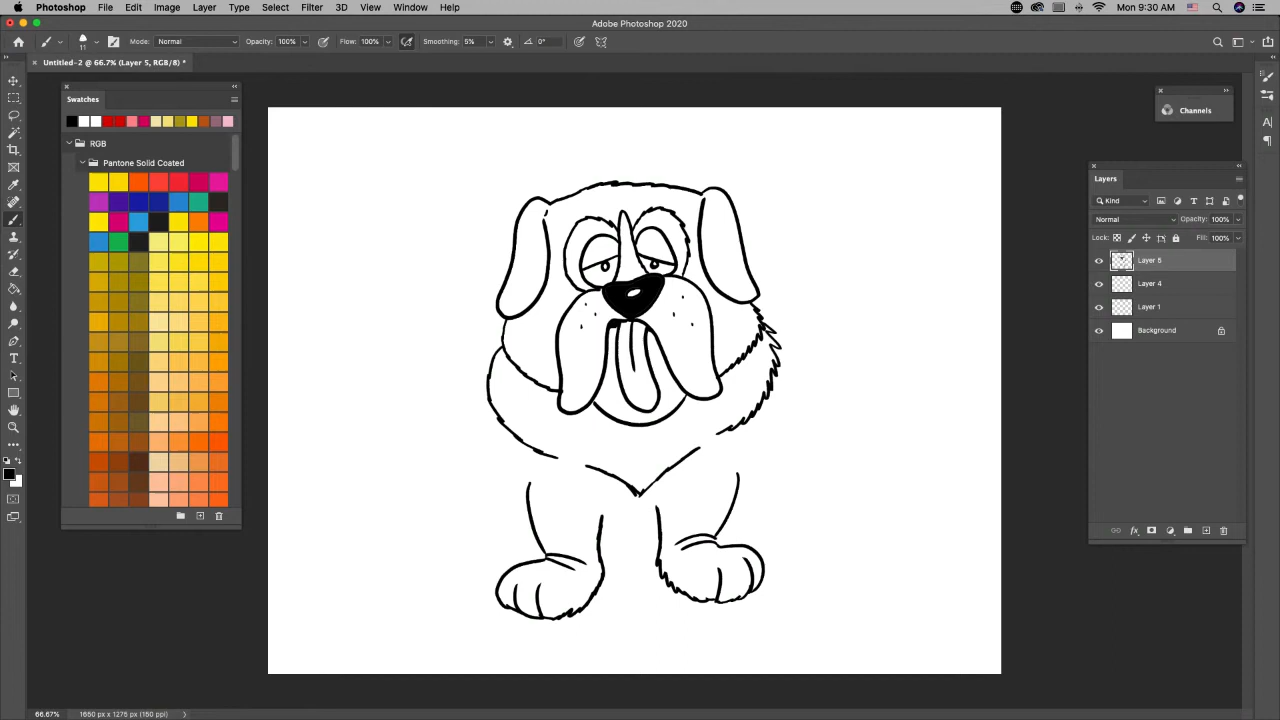 Photoshop File Edit Image Layer Type Select Filter 3D View Window Help Mon 9:30 AM
Adobe Photoshop 2020
11 Mode: Normal Opacity: 100% Flow: 100% Smoothing: 5% 0°
Untitled-2 @ 66.7% (Layer 5, RGB/8) *
Swatches
RGB
Pantone Solid Coated
Channels
Layers
Kind
Normal Opacity: 100%
Lock: Fill: 100%
Layer 5
Layer 4
Layer 1
Background
fx
66.67% 1650 px x 1275 px (150 ppi)